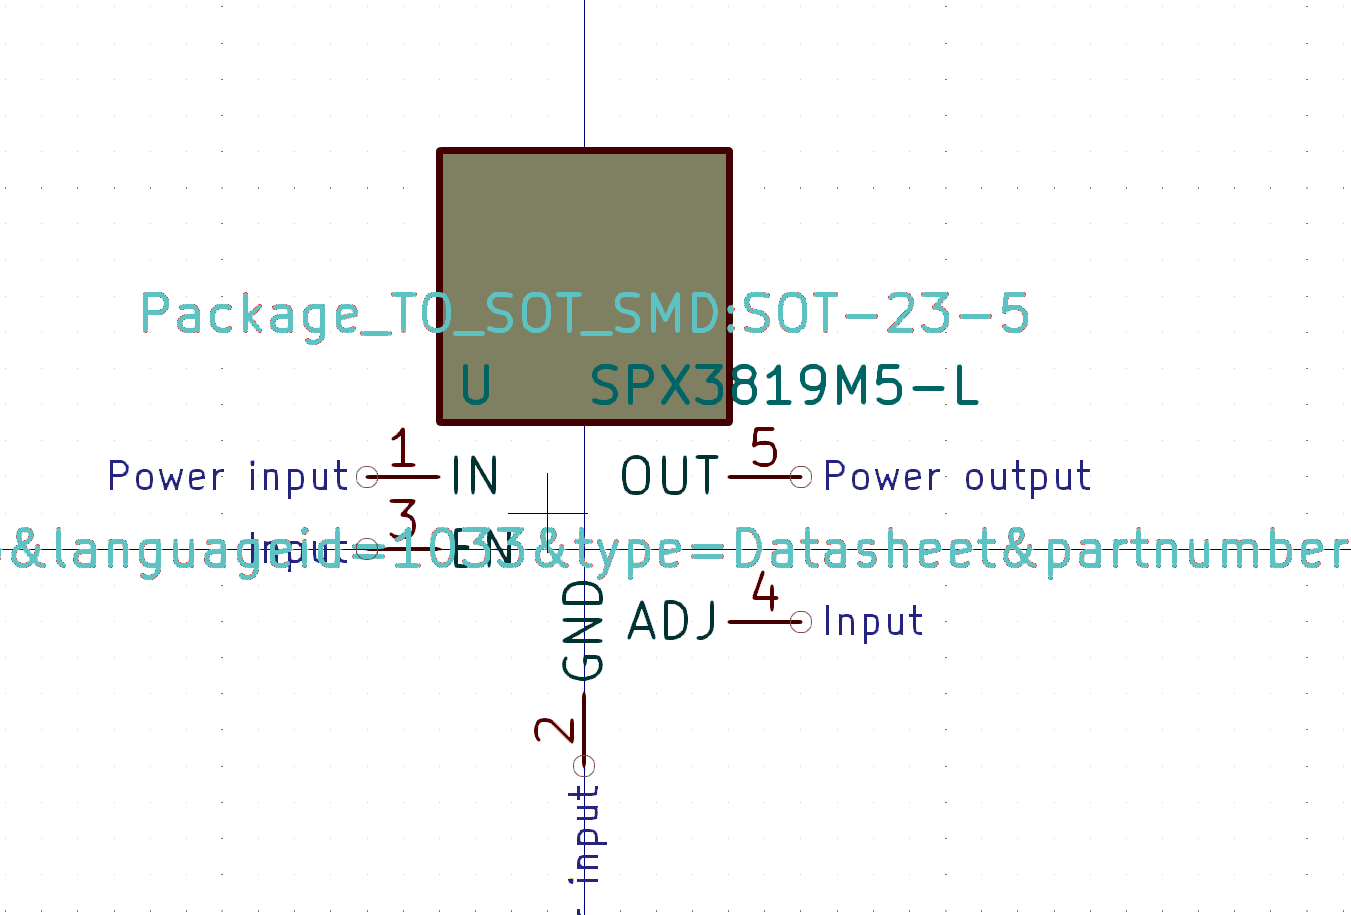 Package_TO_SOT_SMD:SOT-23-5
U SPX3819M5-L
Power input 1 IN OUT 5 Power output
3
Input EN
&languageid=1033&type=Datasheet&partnumber
GND ADJ 4 Input
2
input